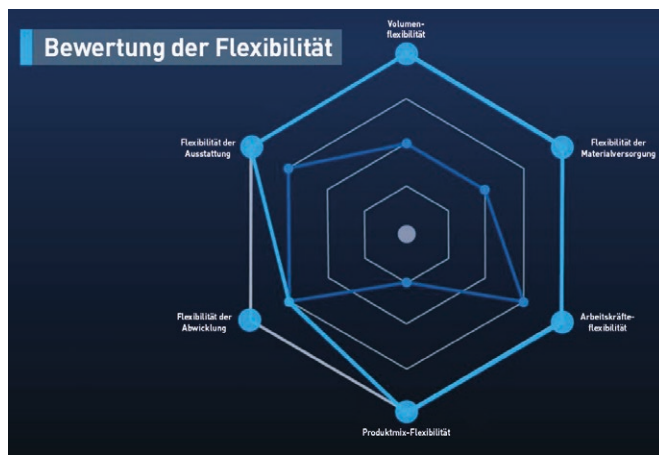 Bewertung der Flexibilität
Volumen-
flexibilität
Flexibilität der
Ausstattung
Flexibilität der
Materialversorgung
Flexibilität der
Abwicklung
Arbeitskräfte-
flexibilität
Produktmix-Flexibilität